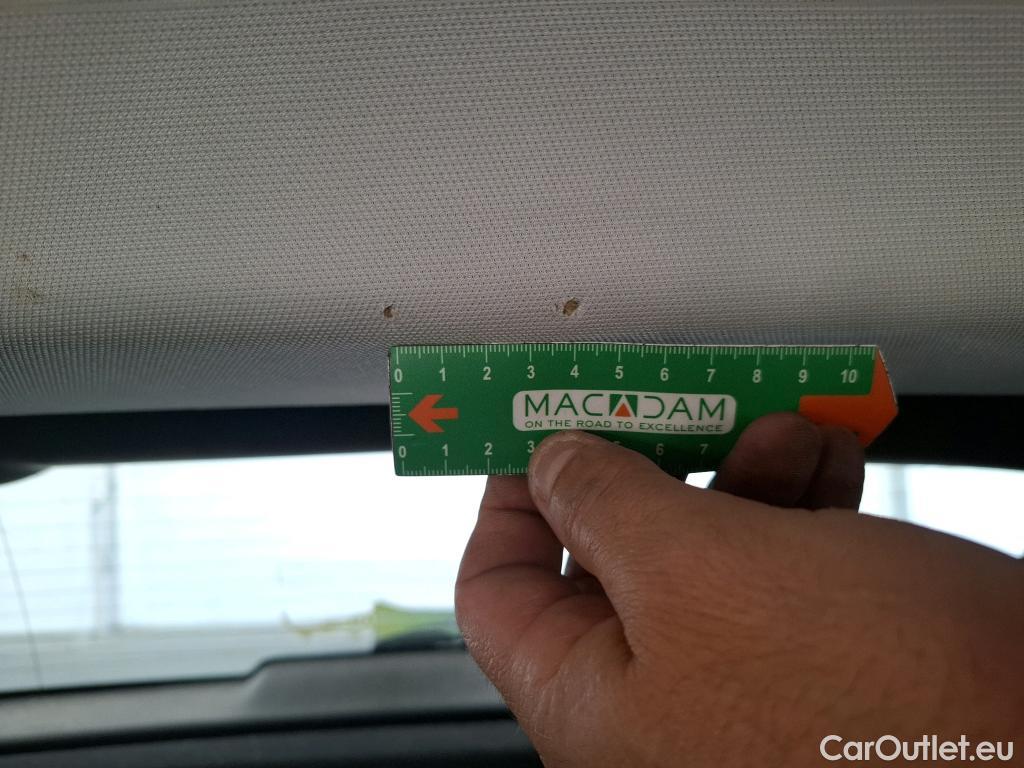 0 1 2 3 4 5 6 7 8 9 10
MACADAM
ON THE ROAD TO EXCELLENCE
0 1 2 3 6 7
CarOutlet.eu